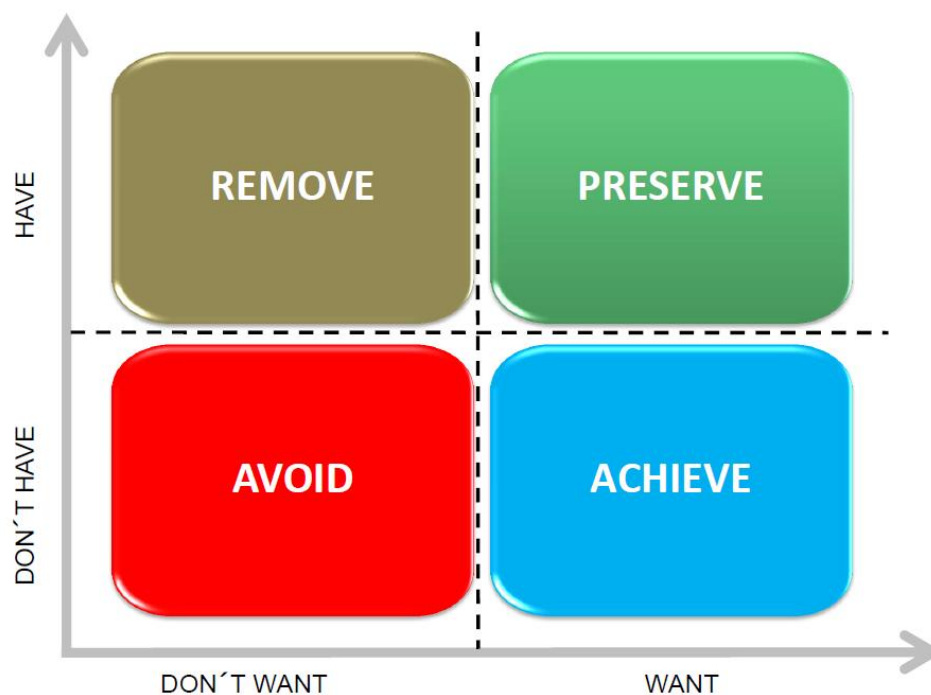 HAVE
REMOVE
PRESERVE
DON´T HAVE
AVOID
ACHIEVE
DON´T WANT
WANT